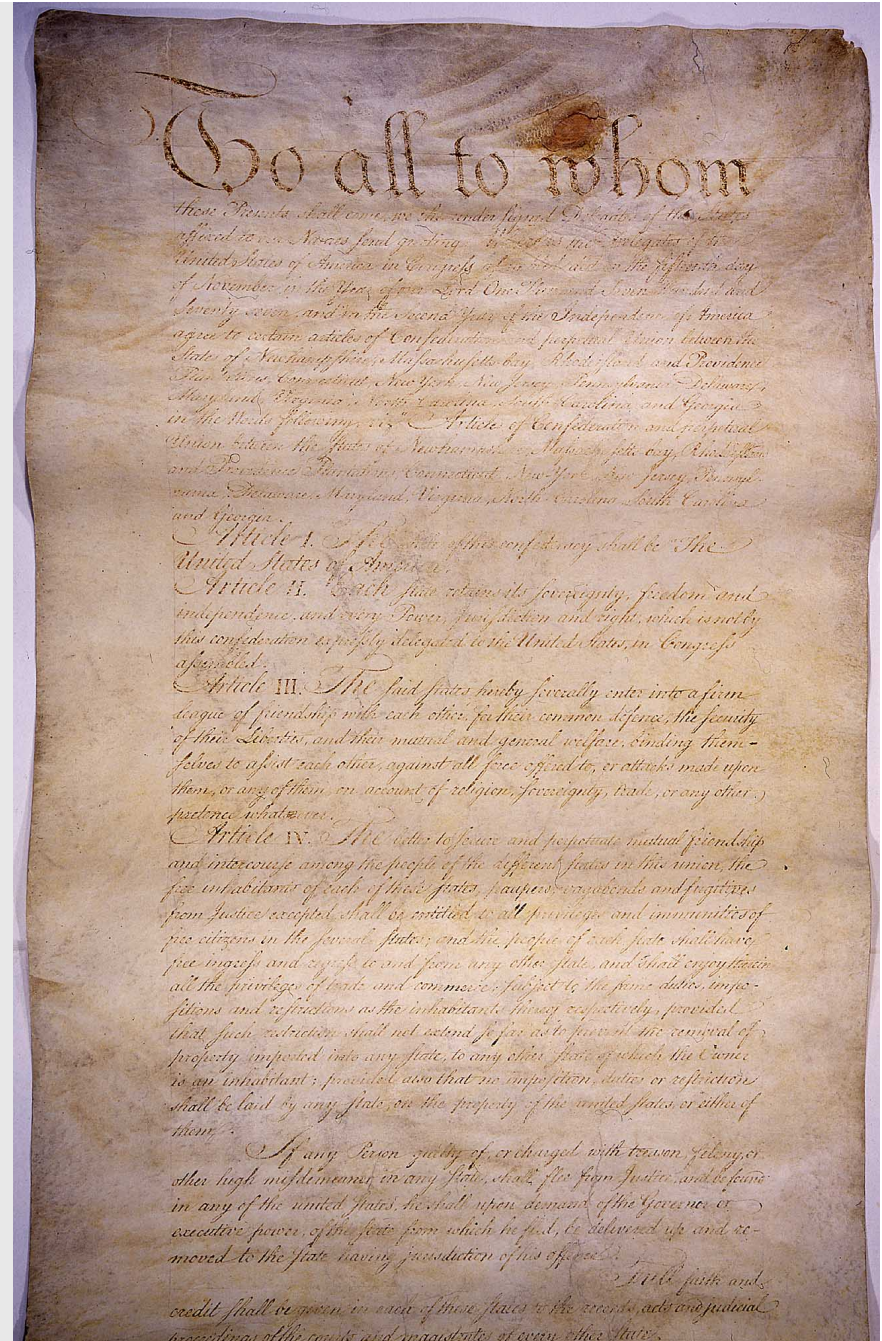 To all to whom
these Presents shall come, we the under signed Delegates of the States
affixed to our Names send greeting. Whereas the Delegates of the
United States of America in Congress assembled did on the fifteenth day
of November in the Year of our Lord One Thousand Seven Hundred and
Seventy seven, and in the Second Year of the Independence of America
agree to certain articles of Confederation and perpetual Union between the
States of Newhampshire, Massachusetts-bay, Rhodeisland and Providence
Plantations, Connecticut, New York, New Jersey, Pennsylvania, Delaware,
Maryland, Virginia, North-Carolina, South-Carolina, and Georgia
in the Words following, viz. "Articles of Confederation and perpetual
Union between the States of Newhampshire, Massachusetts-bay, Rhodeisland
and Providence Plantations, Connecticut, New-York, New-Jersey, Pennsyl-
vania, Delaware, Maryland, Virginia, North-Carolina, South-Carolina
and Georgia.
Article I. The Stile of this confederacy shall be "The
United States of America."
Article II. Each state retains its sovereignty, freedom and
independence, and every Power, Jurisdiction and right, which is not by
this confederation expressly delegated to the United States, in Congress
assembled.
Article III. The said states hereby severally enter into a firm
league of friendship with each other, for their common defence, the security
of their Liberties, and their mutual and general welfare, binding them-
selves to assist each other, against all force offered to, or attacks made upon
them, or any of them, on account of religion, sovereignty, trade, or any other
pretence whatever.
Article IV. The better to secure and perpetuate mutual friendship
and intercourse among the people of the different states in this union, the
free inhabitants of each of these states, paupers, vagabonds and fugitives
from Justice excepted, shall be entitled to all privileges and immunities of
free citizens in the several states; and the people of each state shall have
free ingress and regress to and from any other state, and shall enjoy therein
all the privileges of trade and commerce, subject to the same duties, impo-
sitions and restrictions as the inhabitants thereof respectively, provided
that such restriction shall not extend so far as to prevent the removal of
property imported into any state, to any other state of which the Owner
is an inhabitant; provided also that no imposition, duties or restriction
shall be laid by any state, on the property of the united states, or either of
them.
If any Person guilty of, or charged with treason, felony, or
other high misdemeanor in any state, shall flee from Justice, and be found
in any of the united states, he shall upon demand of the Governor or
executive power, of the state from which he fled, be delivered up and re-
moved to the state having jurisdiction of his offence.
Full faith and
credit shall be given in each of these states to the records, acts and judicial
proceedings of the courts and magistrates of every other State.